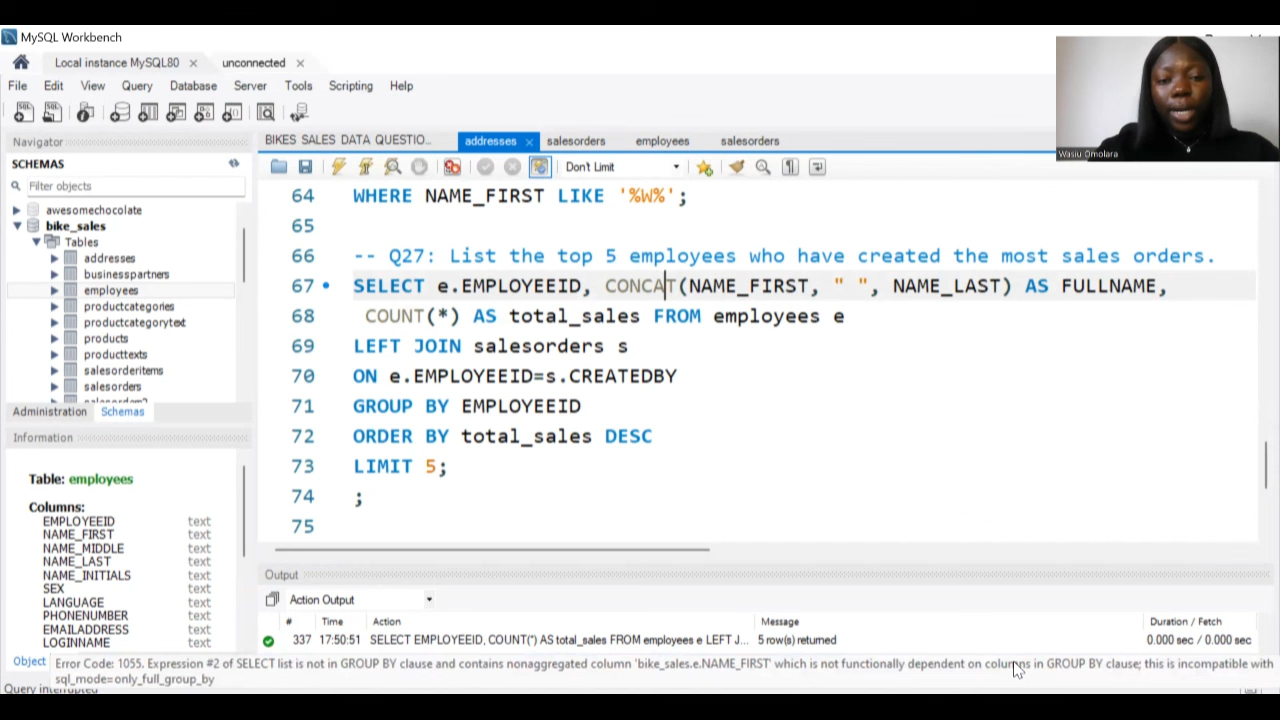 MySQL Workbench
Local instance MySQL80 ×
unconnected ×
File Edit View Query Database Server Tools Scripting Help
Wasiu Omolara
Navigator
SCHEMAS
Filter objects
awesomechocolate
bike_sales
Tables
addresses
businesspartners
employees
productcategories
productcategorytext
products
producttexts
salesorderitems
salesorders
Administration Schemas
Information
Table: employees
Columns:
EMPLOYEEID text
NAME_FIRST text
NAME_MIDDLE text
NAME_LAST text
NAME_INITIALS text
SEX text
LANGUAGE text
PHONENUMBER text
EMAILADDRESS text
LOGINNAME text
Object
BIKES SALES DATA QUESTIO... addresses × salesorders employees salesorders
Don't Limit
64 WHERE NAME_FIRST LIKE '%W%';
65
66 -- Q27: List the top 5 employees who have created the most sales orders.
67 SELECT e.EMPLOYEEID, CONCAT(NAME_FIRST, " ", NAME_LAST) AS FULLNAME,
68 COUNT(*) AS total_sales FROM employees e
69 LEFT JOIN salesorders s
70 ON e.EMPLOYEEID=s.CREATEDBY
71 GROUP BY EMPLOYEEID
72 ORDER BY total_sales DESC
73 LIMIT 5;
74 ;
75
Output
Action Output
# Time Action Message Duration / Fetch
337 17:50:51 SELECT EMPLOYEEID, COUNT(*) AS total_sales FROM employees e LEFT J... 5 row(s) returned 0.000 sec / 0.000 sec
Error Code: 1055. Expression #2 of SELECT list is not in GROUP BY clause and contains nonaggregated column 'bike_sales.e.NAME_FIRST' which is not functionally dependent on columns in GROUP BY clause; this is incompatible with
sql_mode=only_full_group_by
Query interrupted